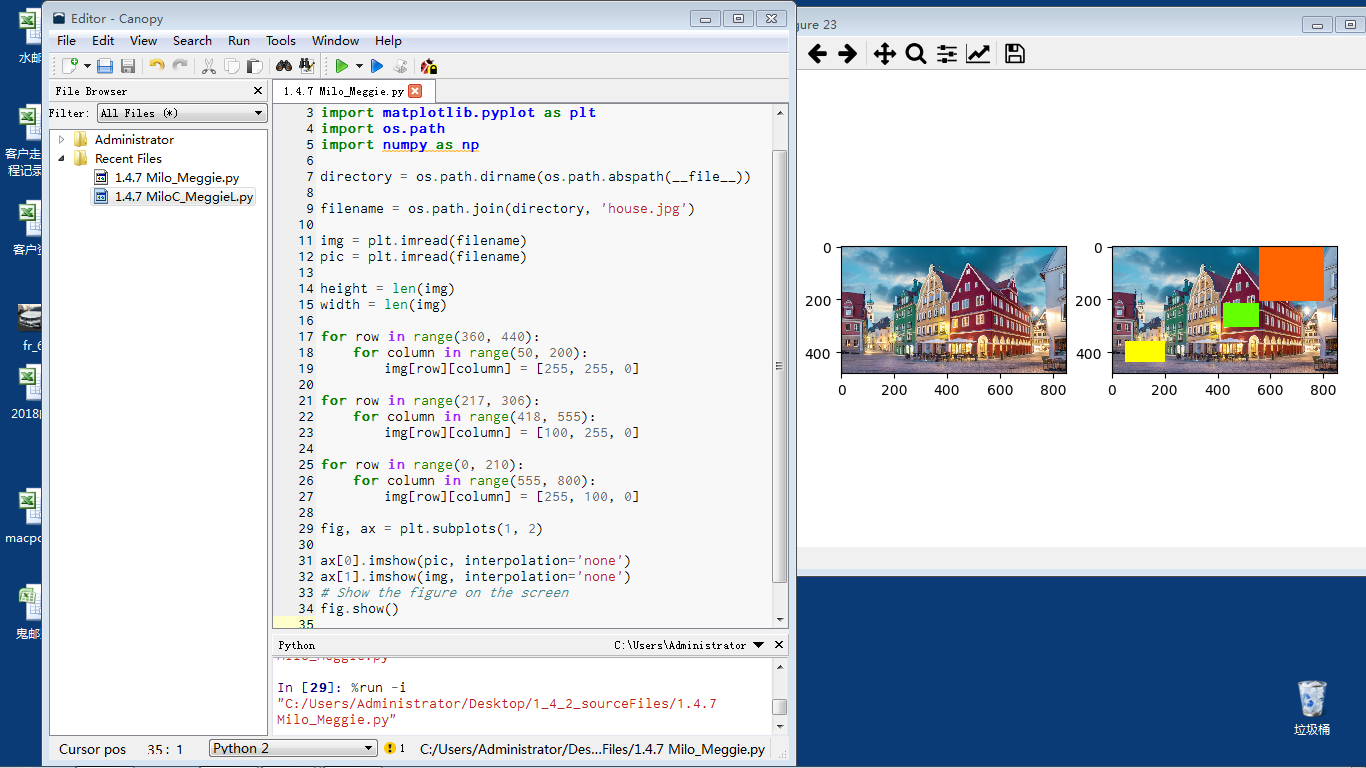 Editor - Canopy
File Edit View Search Run Tools Window Help
File Browser
Filter: All Files (*)
Administrator
Recent Files
1.4.7 Milo_Meggie.py
1.4.7 MiloC_MeggieL.py
1.4.7 Milo_Meggie.py
3 import matplotlib.pyplot as plt
4 import os.path
5 import numpy as np
6
7 directory = os.path.dirname(os.path.abspath(__file__))
8
9 filename = os.path.join(directory, 'house.jpg')
10
11 img = plt.imread(filename)
12 pic = plt.imread(filename)
13
14 height = len(img)
15 width = len(img)
16
17 for row in range(360, 440):
18     for column in range(50, 200):
19         img[row][column] = [255, 255, 0]
20
21 for row in range(217, 306):
22     for column in range(418, 555):
23         img[row][column] = [100, 255, 0]
24
25 for row in range(0, 210):
26     for column in range(555, 800):
27         img[row][column] = [255, 100, 0]
28
29 fig, ax = plt.subplots(1, 2)
30
31 ax[0].imshow(pic, interpolation='none')
32 ax[1].imshow(img, interpolation='none')
33 # Show the figure on the screen
34 fig.show()
35
Python C:\Users\Administrator
Milo_Meggie.py
In [29]: %run -i
"C:/Users/Administrator/Desktop/1_4_2_sourceFiles/1.4.7
Milo_Meggie.py"
Cursor pos 35 : 1 Python 2 1 C:/Users/Administrator/Des...Files/1.4.7 Milo_Meggie.py
gure 23
0
200
400
0 200 400 600 800
0
200
400
0 200 400 600 800
水邮
客户走
程记录
客户资
fr_6
2018
macpc
鬼邮
垃圾桶